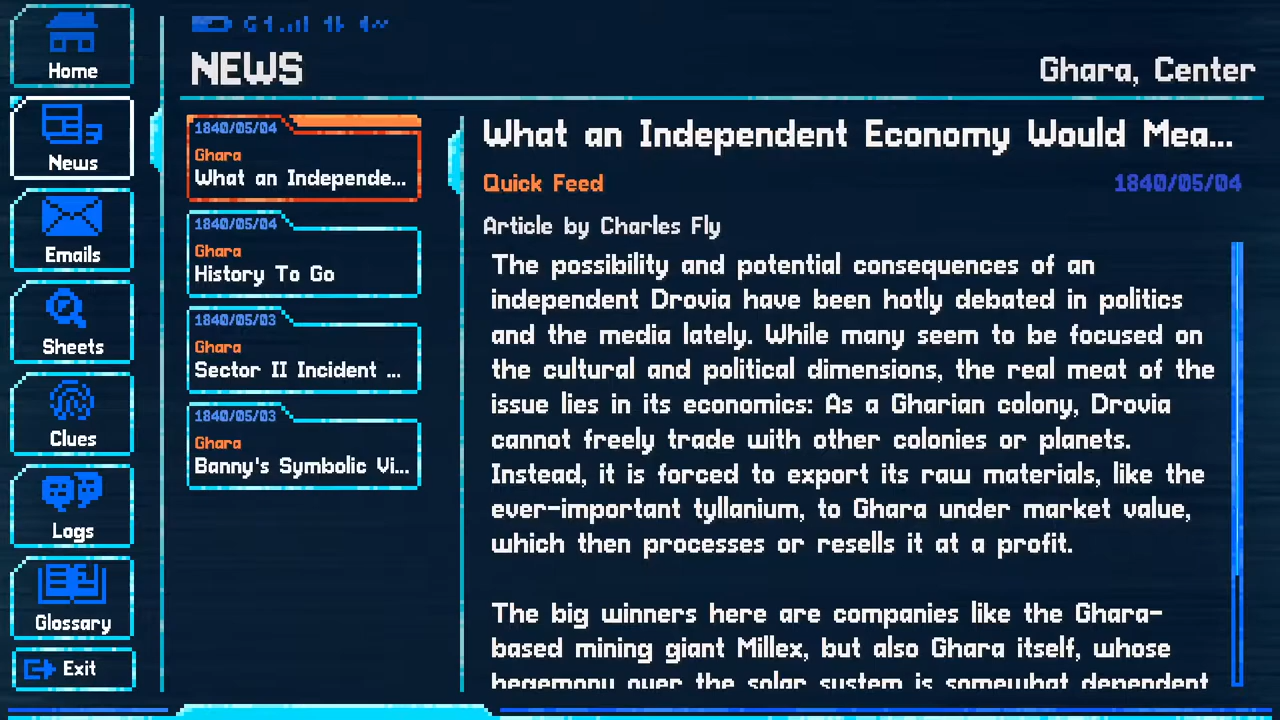 Home
News
Emails
Sheets
Clues
Logs
Glossary
Exit
NEWS
Ghara, Center
1840/05/04
Ghara
What an Independe...
1840/05/04
Ghara
History To Go
1840/05/03
Ghara
Sector II Incident ...
1840/05/03
Ghara
Banny's Symbolic Vi...
What an Independent Economy Would Mea...
Quick Feed
1840/05/04
Article by Charles Fly
The possibility and potential consequences of an
independent Drovia have been hotly debated in politics
and the media lately. While many seem to be focused on
the cultural and political dimensions, the real meat of the
issue lies in its economics: As a Gharian colony, Drovia
cannot freely trade with other colonies or planets.
Instead, it is forced to export its raw materials, like the
ever-important tyllanium, to Ghara under market value,
which then processes or resells it at a profit.
The big winners here are companies like the Ghara-
based mining giant Millex, but also Ghara itself, whose
hegemony over the solar system is somewhat dependent